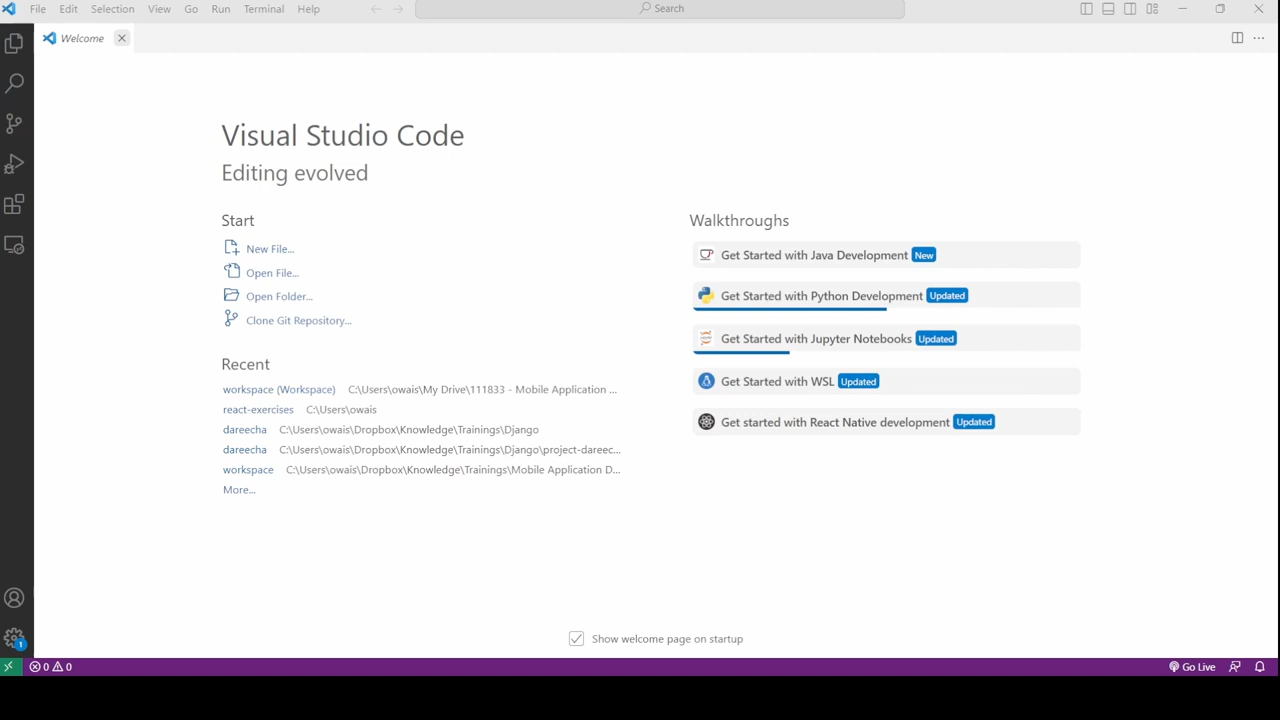 File Edit Selection View Go Run Terminal Help Search
Welcome
Visual Studio Code
Editing evolved
Start
New File...
Open File...
Open Folder...
Clone Git Repository...
Recent
workspace (Workspace) C:\Users\owais\My Drive\111833 - Mobile Application ...
react-exercises C:\Users\owais
dareecha C:\Users\owais\Dropbox\Knowledge\Trainings\Django
dareecha C:\Users\owais\Dropbox\Knowledge\Trainings\Django\project-dareec...
workspace C:\Users\owais\Dropbox\Knowledge\Trainings\Mobile Application D...
More...
Walkthroughs
Get Started with Java Development New
Get Started with Python Development Updated
Get Started with Jupyter Notebooks Updated
Get Started with WSL Updated
Get started with React Native development Updated
Show welcome page on startup
1
0 0 Go Live